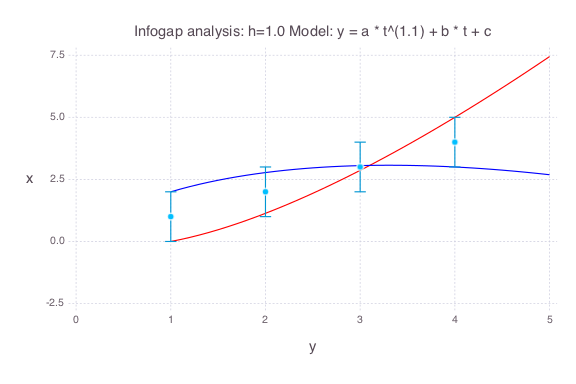 Infogap analysis: h=1.0 Model: y = a * t^(1.1) + b * t + c
7.5
5.0
x
2.5
0.0
-2.5
0 1 2 3 4 5
y